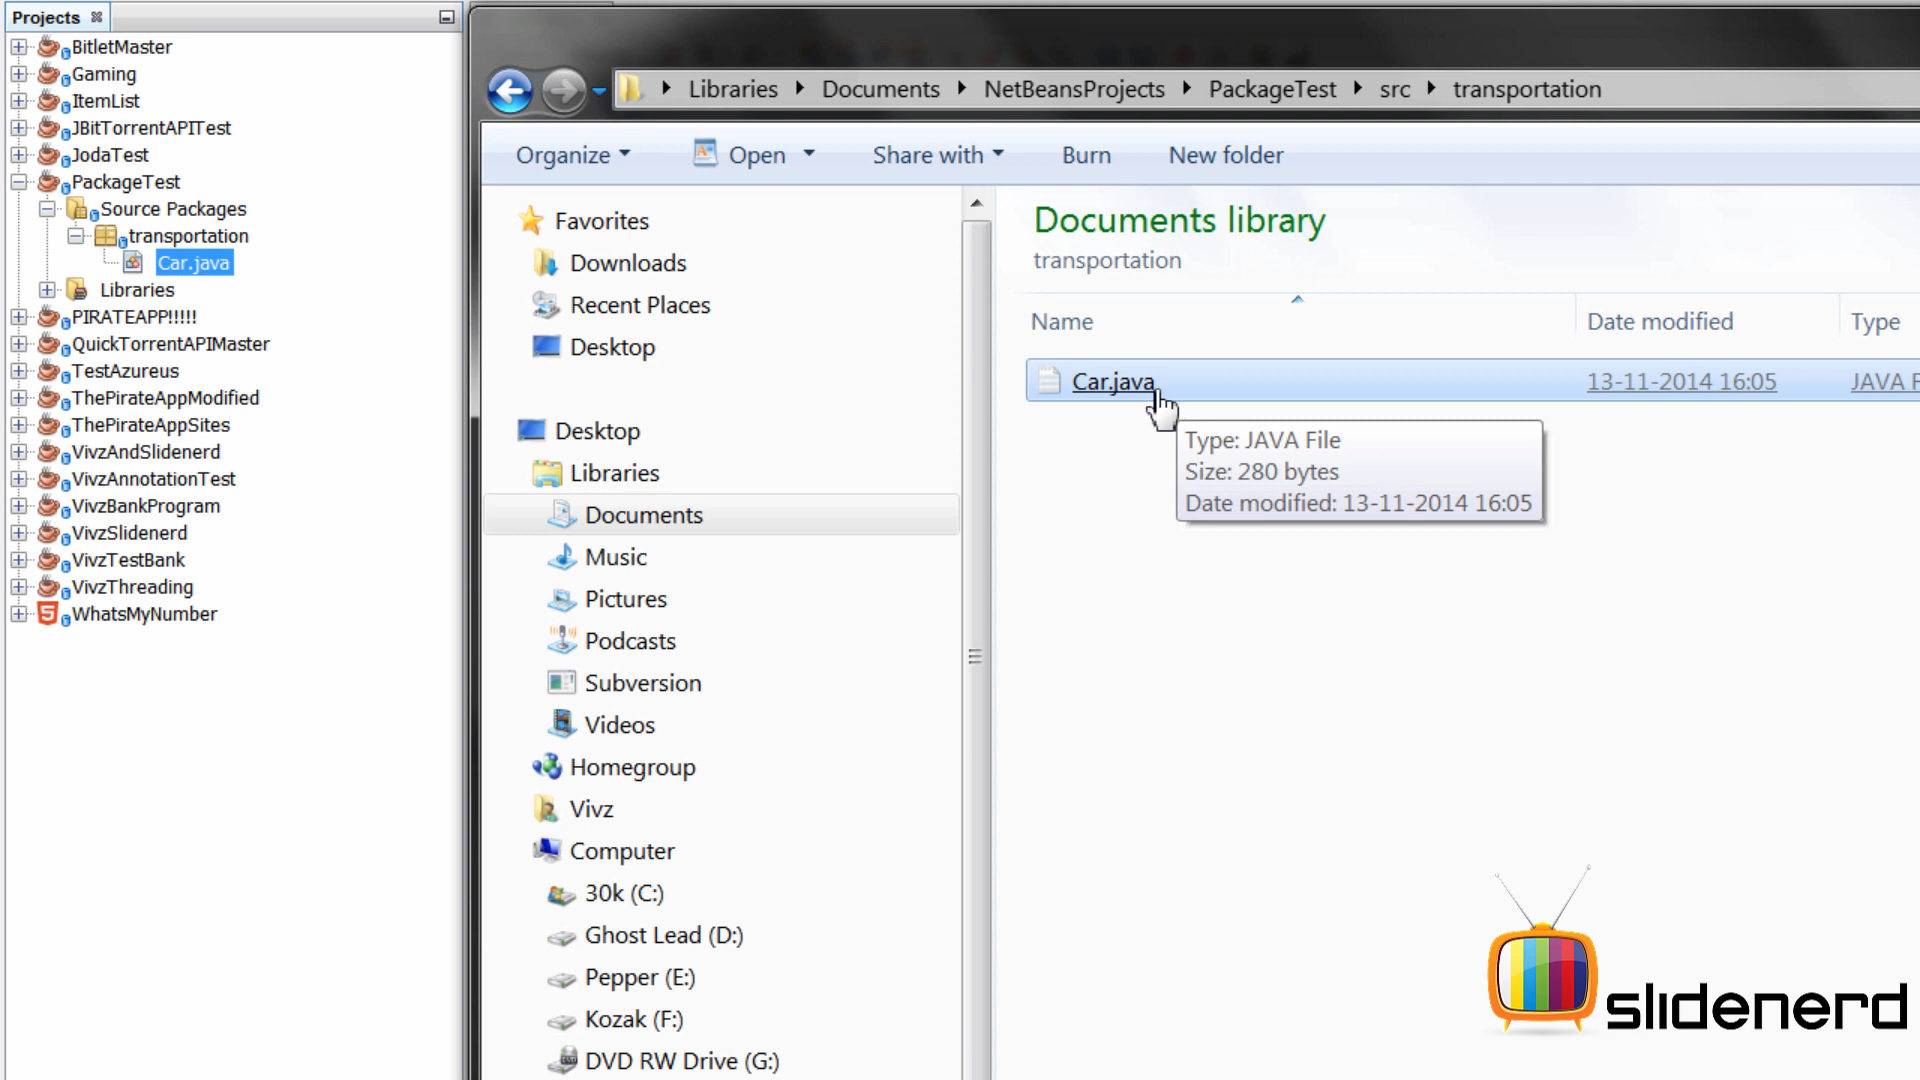 Projects
BitletMaster
Gaming
ItemList
JBitTorrentAPITest
JodaTest
PackageTest
Source Packages
transportation
Car.java
Libraries
PIRATEAPP!!!!!
QuickTorrentAPIMaster
TestAzureus
ThePirateAppModified
ThePirateAppSites
VivzAndSlidenerd
VivzAnnotationTest
VivzBankProgram
VivzSlidenerd
VivzTestBank
VivzThreading
WhatsMyNumber
Libraries Documents NetBeansProjects PackageTest src transportation
Organize Open Share with Burn New folder
Favorites
Downloads
Recent Places
Desktop
Desktop
Libraries
Documents
Music
Pictures
Podcasts
Subversion
Videos
Homegroup
Vivz
Computer
30k (C:)
Ghost Lead (D:)
Pepper (E:)
Kozak (F:)
DVD RW Drive (G:)
Documents library
transportation
Name Date modified Type
Car.java 13-11-2014 16:05 JAVA F
Type: JAVA File
Size: 280 bytes
Date modified: 13-11-2014 16:05
slidenerd